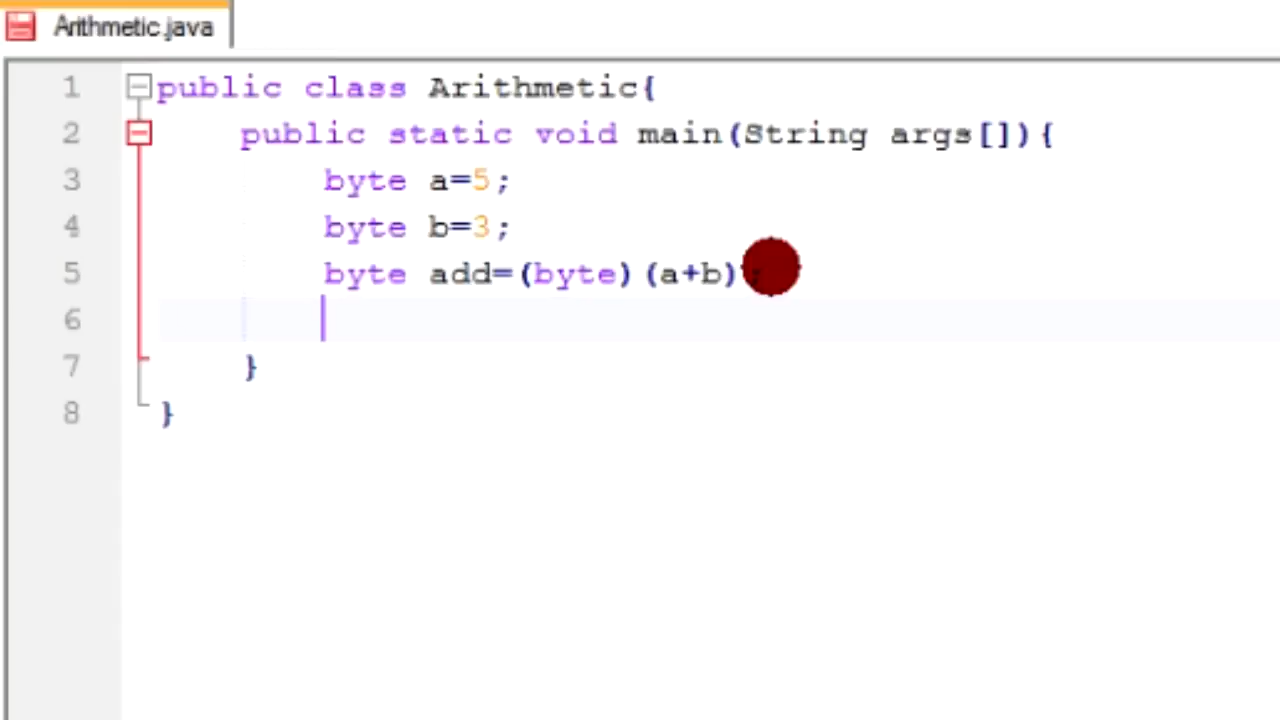 Arithmetic.java
1 public class Arithmetic{
2 public static void main(String args[]){
3 byte a=5;
4 byte b=3;
5 byte add=(byte)(a+b)
6
7 }
8 }